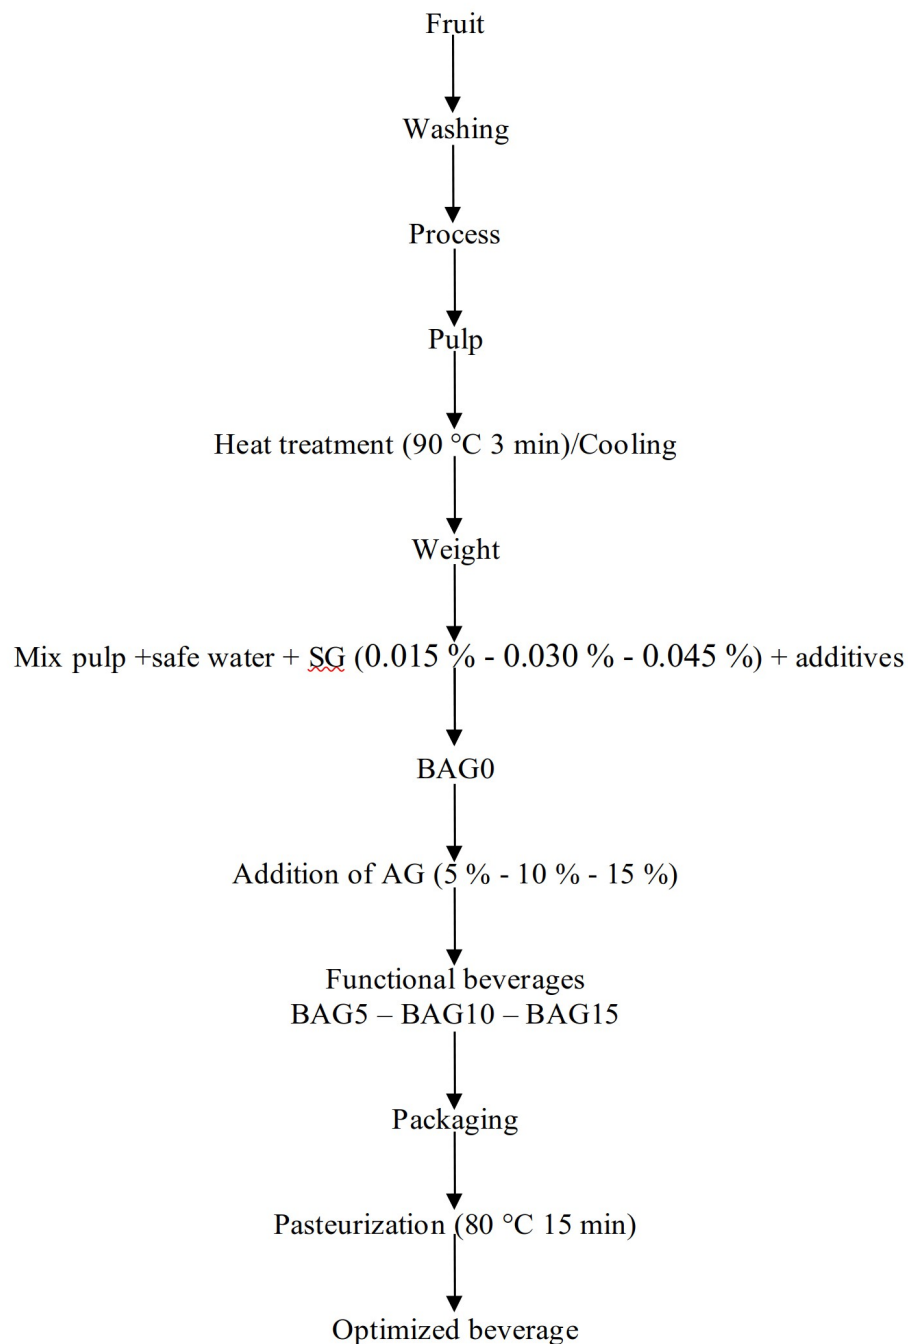 Fruit
Washing
Process
Pulp
Heat treatment (90 °C 3 min)/Cooling
Weight
Mix pulp +safe water + SG (0.015 % - 0.030 % - 0.045 %) + additives
BAG0
Addition of AG (5 % - 10 % - 15 %)
Functional beverages
BAG5 – BAG10 – BAG15
Packaging
Pasteurization (80 °C 15 min)
Optimized beverage